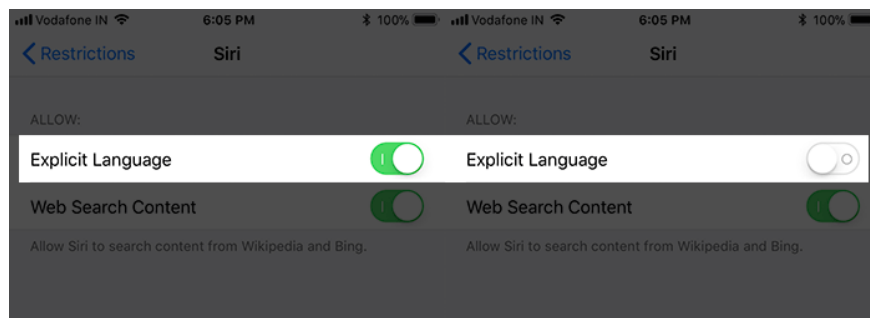 Vodafone IN 6:05 PM 100%
Restrictions Siri
ALLOW:
Explicit Language
Web Search Content
Allow Siri to search content from Wikipedia and Bing.
Vodafone IN 6:05 PM 100%
Restrictions Siri
ALLOW:
Explicit Language
Web Search Content
Allow Siri to search content from Wikipedia and Bing.